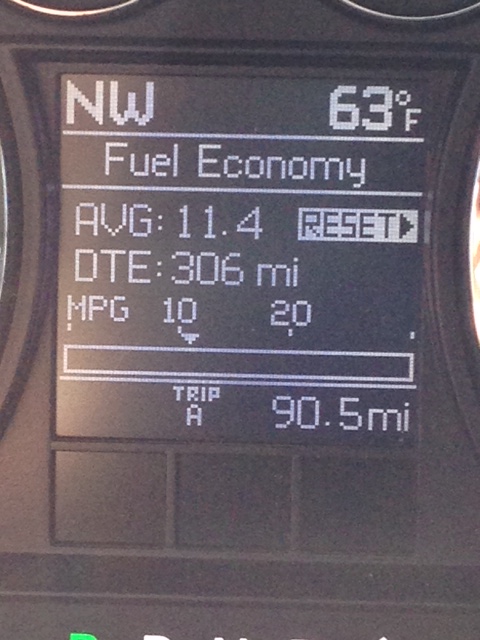 NW 63°F
Fuel Economy
AVG: 11.4 RESET
DTE: 306 mi
MPG 10 20
TRIP
A 90.5mi